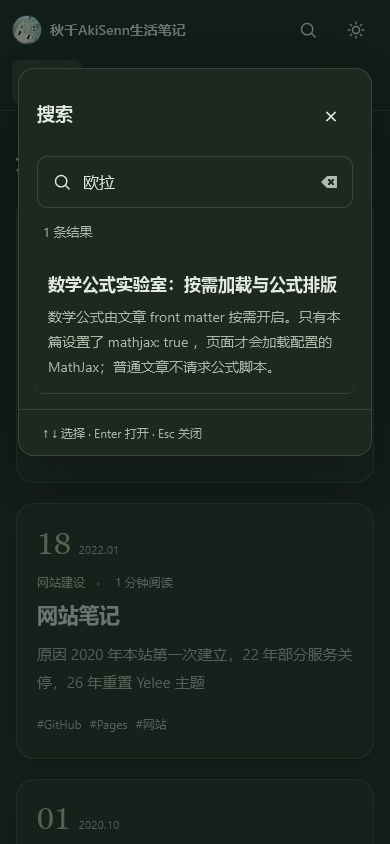 秋千AkiSenn生活笔记
搜索
欧拉
1 条结果
数学公式实验室：按需加载与公式排版
数学公式由文章 front matter 按需开启。只有本
篇设置了 mathjax: true ，页面才会加载配置的
MathJax；普通文章不请求公式脚本。
↑↓ 选择 · Enter 打开 · Esc 关闭
18 2022.01
网站建设 · 1 分钟阅读
网站笔记
原因 2020 年本站第一次建立，22 年部分服务关
停，26 年重置 Yelee 主题
#GitHub #Pages #网站
01 2020.10